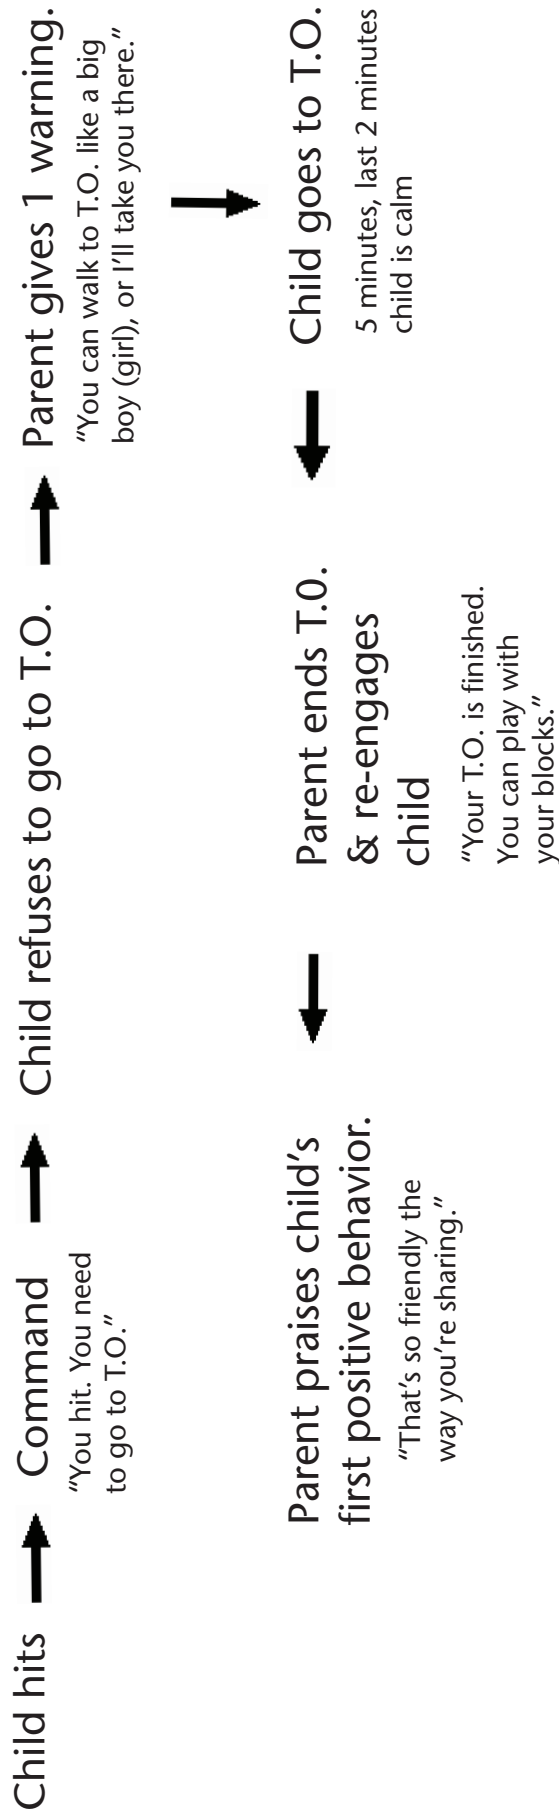 Child hits
Command
“You hit. You need
to go to T.O.”
Child refuses to go to T.O.
Parent gives 1 warning.
“You can walk to T.O. like a big
boy (girl), or I’ll take you there.”
Child goes to T.O.
5 minutes, last 2 minutes
child is calm
Parent ends T.0.
& re-engages
child
“Your T.O. is finished.
You can play with
your blocks.”
Parent praises child’s
first positive behavior.
“That’s so friendly the
way you’re sharing.”